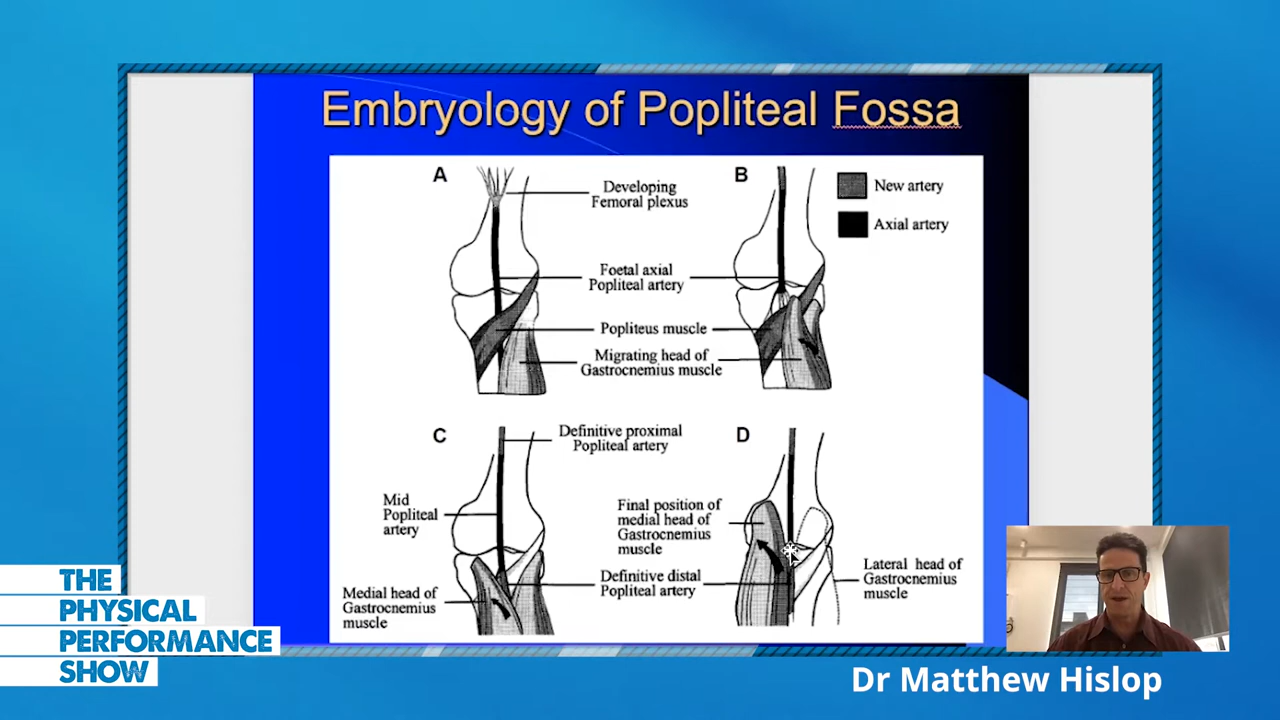 Embryology of Popliteal Fossa
A
Developing
Femoral plexus
B
New artery
Axial artery
Foetal axial
Popliteal artery
Popliteus muscle
Migrating head of
Gastrocnemius muscle
C
Definitive proximal
Popliteal artery
D
Mid
Popliteal
artery
Final position of
medial head of
Gastrocnemius
muscle
Medial head of
Gastrocnemius
muscle
Definitive distal
Popliteal artery
Lateral head of
Gastrocnemius
muscle
THE
PHYSICAL
PERFORMANCE
SHOW
Dr Matthew Hislop